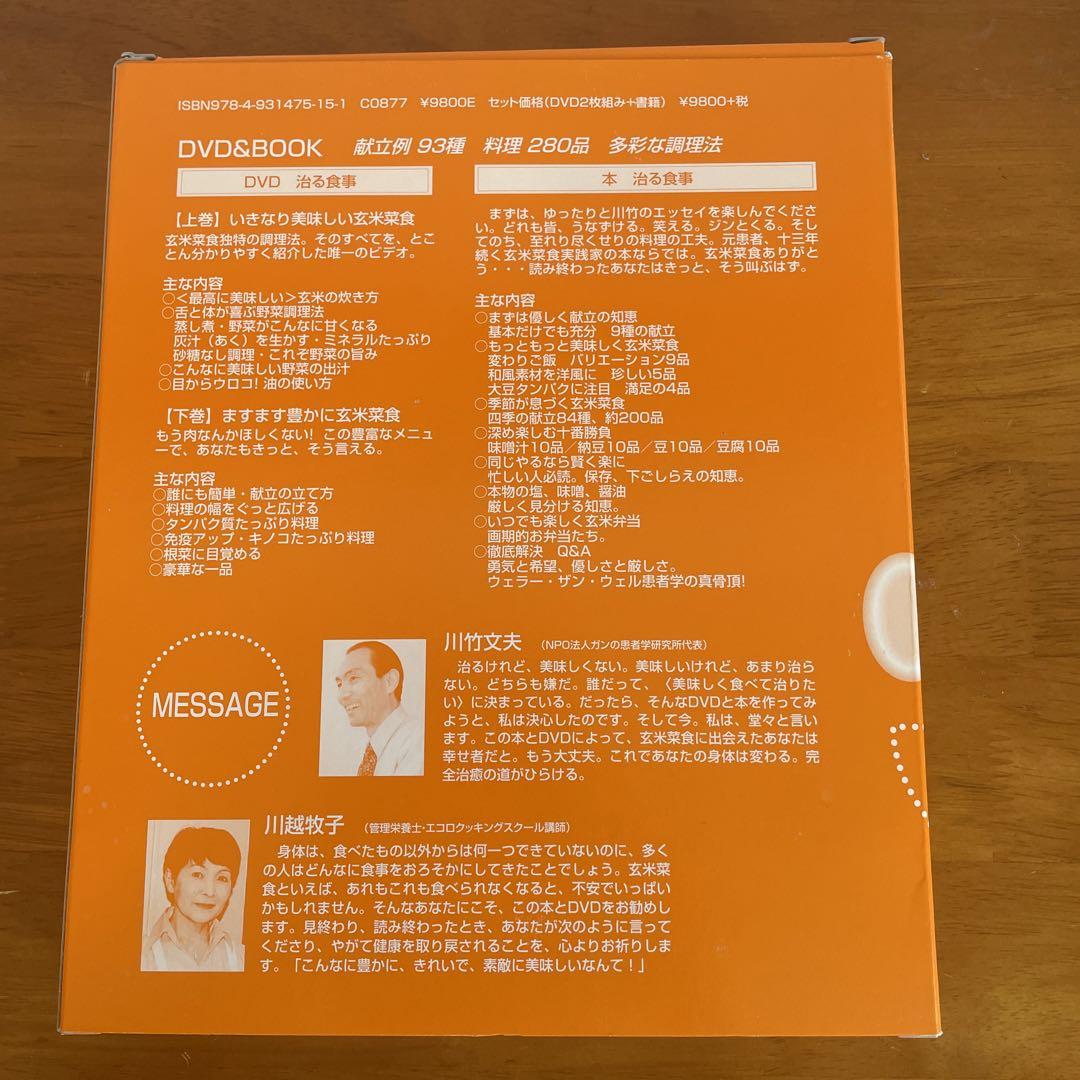 ISBN978-4-931475-15-1 C0877 ¥9800E セット価格(DVD2枚組み+書籍) ¥9800+税
DVD&BOOK 献立例 93種 料理 280品 多彩な調理法
DVD 治る食事
【上巻】いきなり美味しい玄米菜食
玄米菜食独特の調理法。そのすべてを、とこ
とん分かりやすく紹介した唯一のビデオ。
主な内容
○<最高に美味しい>玄米の炊き方
○舌と体が喜ぶ野菜調理法
蒸し煮・野菜がこんなに甘くなる
灰汁(あく)を生かす・ミネラルたっぷり
砂糖なし調理・これぞ野菜の旨み
○こんなに美味しい野菜の出汁
○目からウロコ!油の使い方
【下巻】ますます豊かに玄米菜食
もう肉なんかほしくない!この豊富なメニュ
ーで、あなたもきっと、そう言える。
主な内容
○誰にも簡単・献立の立て方
○料理の幅をぐっと広げる
○タンパク質たっぷり料理
○免疫アップ・キノコたっぷり料理
○根菜に目覚める
○豪華な一品
本 治る食事
まずは、ゆったりと川竹のエッセイを楽しんでくださ
い。どれも皆、うなずける。笑える。ジンとくる。そし
てのち、至れり尽くせりの料理の工夫。元患者、十三年
続く玄米菜食実践家の本ならでは。玄米菜食ありがと
う・・・読み終わったあなたはきっと、そう叫ぶはず。
主な内容
○まずは優しく献立の知恵
基本だけでも充分 9種の献立
○もっともっと美味しく玄米菜食
変わりご飯 バリエーション9品
和風素材を洋風に 珍しい5品
大豆タンパクに注目 満足の4品
○季節が息づく玄米菜食
四季の献立84種、約200品
○深め楽しむ十番勝負
味噌汁10品/納豆10品/豆10品/豆腐10品
○同じやるなら賢く楽に
忙しい人必読。保存、下ごしらえの知恵。
○本物の塩、味噌、醤油
厳しく見分ける知恵。
○いつでも楽しく玄米弁当
画期的お弁当たち。
○徹底解決 Q&A
勇気と希望、優しさと厳しさ。
ウェラー・ザン・ウェル患者学の真骨頂!
MESSAGE
川竹文夫 (NPO法人ガンの患者学研究所代表)
治るけれど、美味しくない。美味しいけれど、あまり治ら
ない。どちらも嫌だ。誰だって、〈美味しく食べて治りた
い〉に決まっている。だったら、そんなDVDと本を作ってみ
ようと、私は決心したのです。そして今。私は、堂々と言い
ます。この本とDVDによって、玄米菜食に出会えたあなたは
幸せ者だと。もう大丈夫。これであなたの身体は変わる。完
全治癒の道がひらける。
川越牧子 (管理栄養士・エコロクッキングスクール講師)
身体は、食べたもの以外からは何一つできていないのに、多く
の人はどんなに食事をおろそかにしてきたことでしょう。玄米菜
食といえば、あれもこれも食べられなくなると、不安でいっぱい
かもしれません。そんなあなたにこそ、この本とDVDをお勧めし
ます。見終わり、読み終わったとき、あなたが次のように言って
くださり、やがて健康を取り戻されることを、心よりお祈りしま
す。「こんなに豊かに、きれいで、素敵に美味しいなんて!」